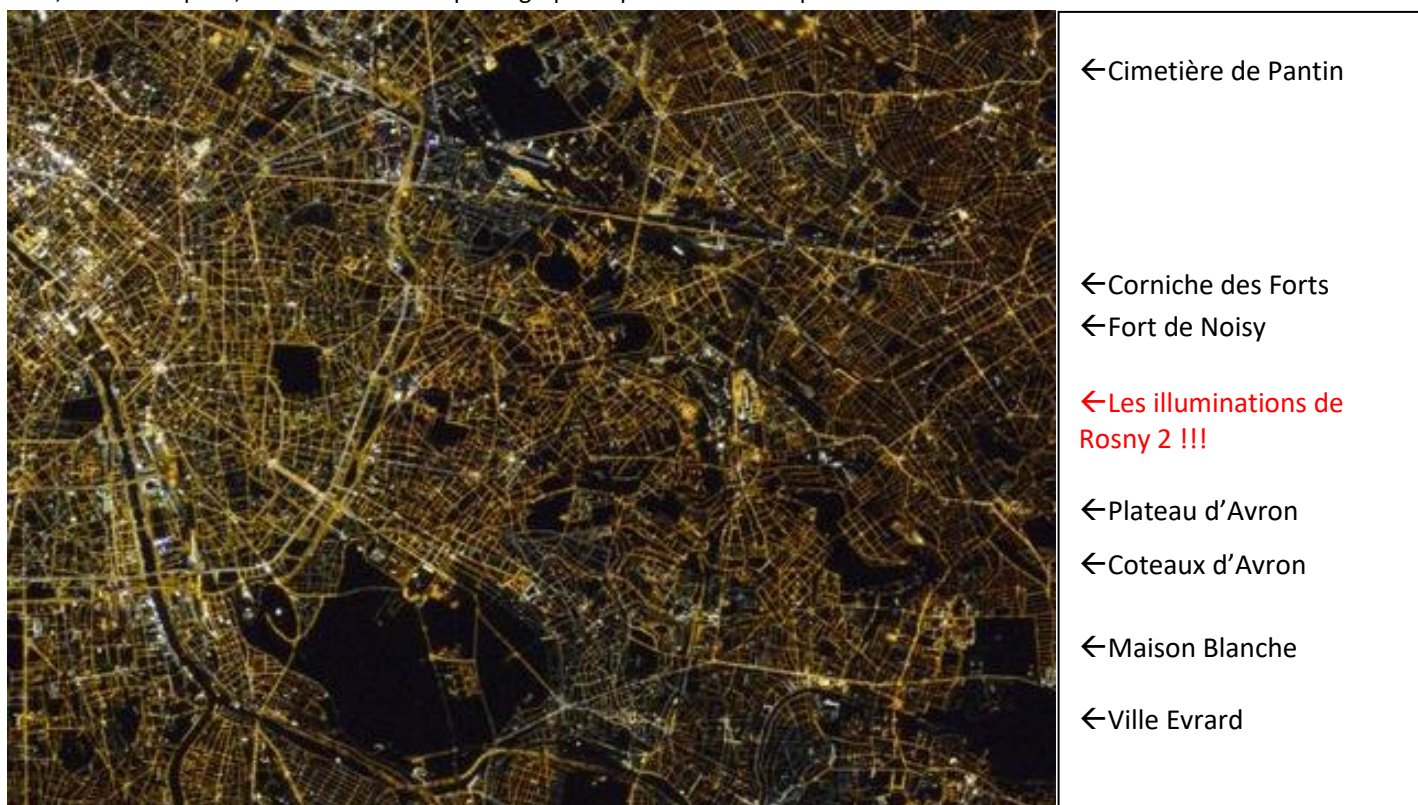 ←Cimetière de Pantin
←Corniche des Forts
←Fort de Noisy
←Les illuminations de
Rosny 2 !!!
←Plateau d’Avron
←Coteaux d’Avron
←Maison Blanche
←Ville Evrard